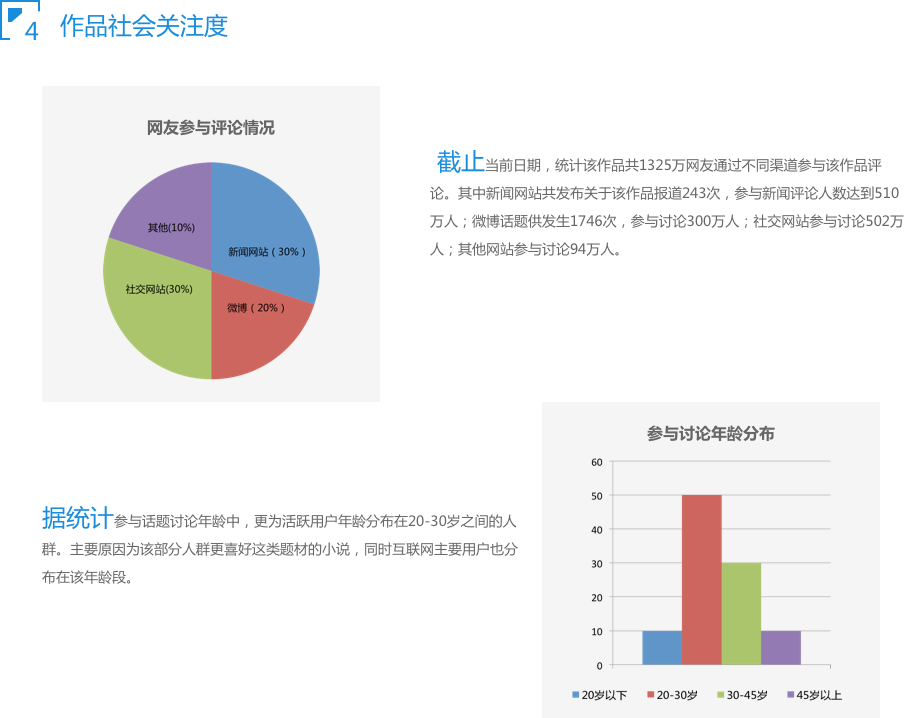 4 作品社会关注度
网友参与评论情况
其他(10%)
新闻网站（30%）
社交网站(30%)
微博（20%）
截止当前日期，统计该作品共1325万网友通过不同渠道参与该作品评
论。其中新闻网站共发布关于该作品报道243次，参与新闻评论人数达到510
万人；微博话题供发生1746次，参与讨论300万人；社交网站参与讨论502万
人；其他网站参与讨论94万人。
据统计参与话题讨论年龄中，更为活跃用户年龄分布在20-30岁之间的人
群。主要原因为该部分人群更喜好这类题材的小说，同时互联网主要用户也分
布在该年龄段。
参与讨论年龄分布
60
50
40
30
20
10
0
20岁以下 20-30岁 30-45岁 45岁以上